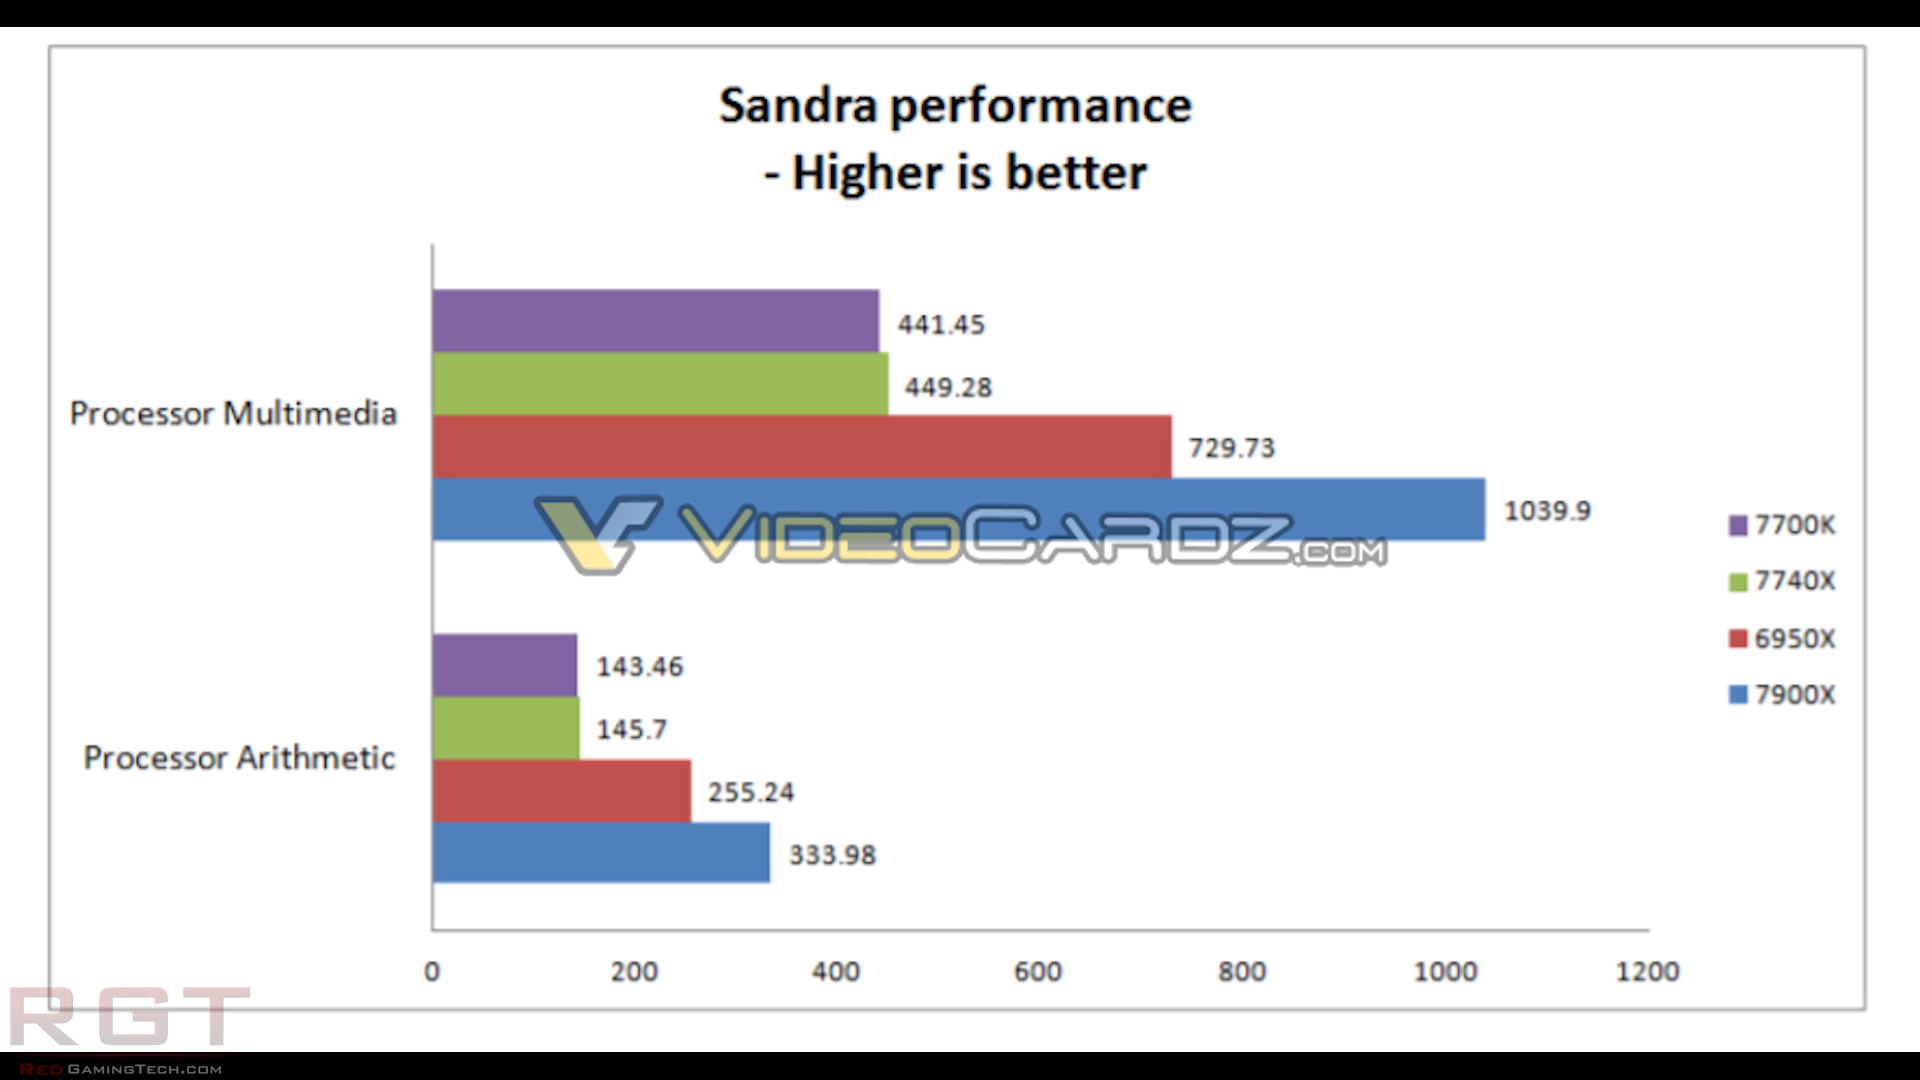 Sandra performance
- Higher is better
Processor Multimedia
441.45
449.28
729.73
1039.9
VIDEOCARDZ.COM
Processor Arithmetic
143.46
145.7
255.24
333.98
7700K
7740X
6950X
7900X
0 200 400 600 800 1000 1200
RGT
REDGAMINGTECH.COM